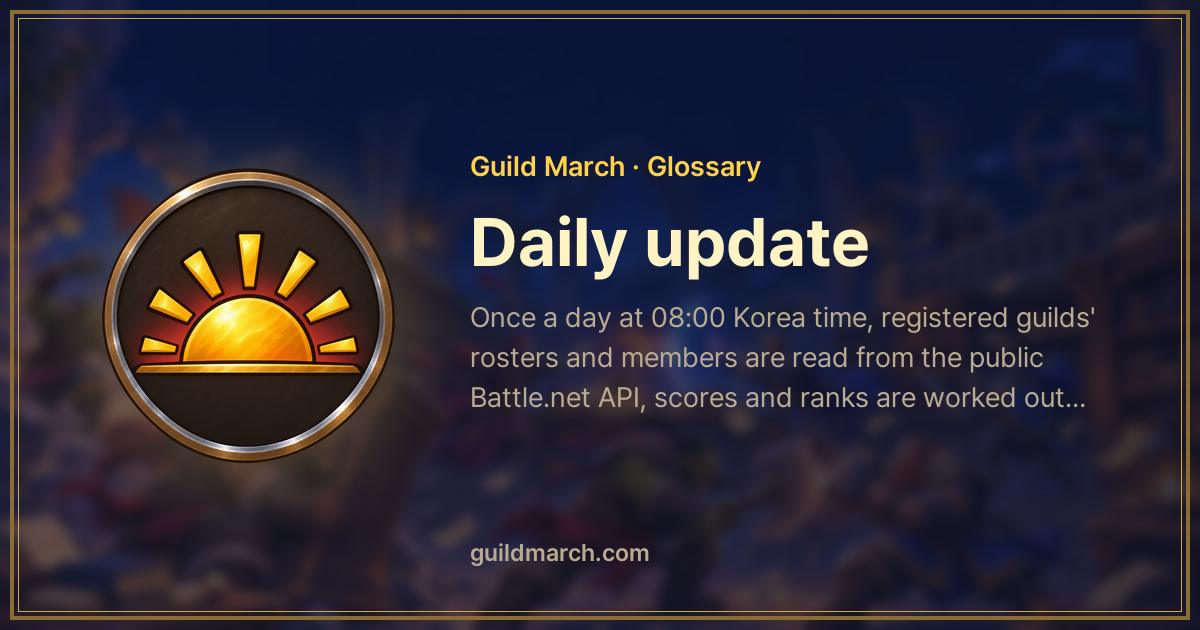 Guild March · Glossary
Daily update
Once a day at 08:00 Korea time, registered guilds'
rosters and members are read from the public
Battle.net API, scores and ranks are worked out...
guildmarch.com